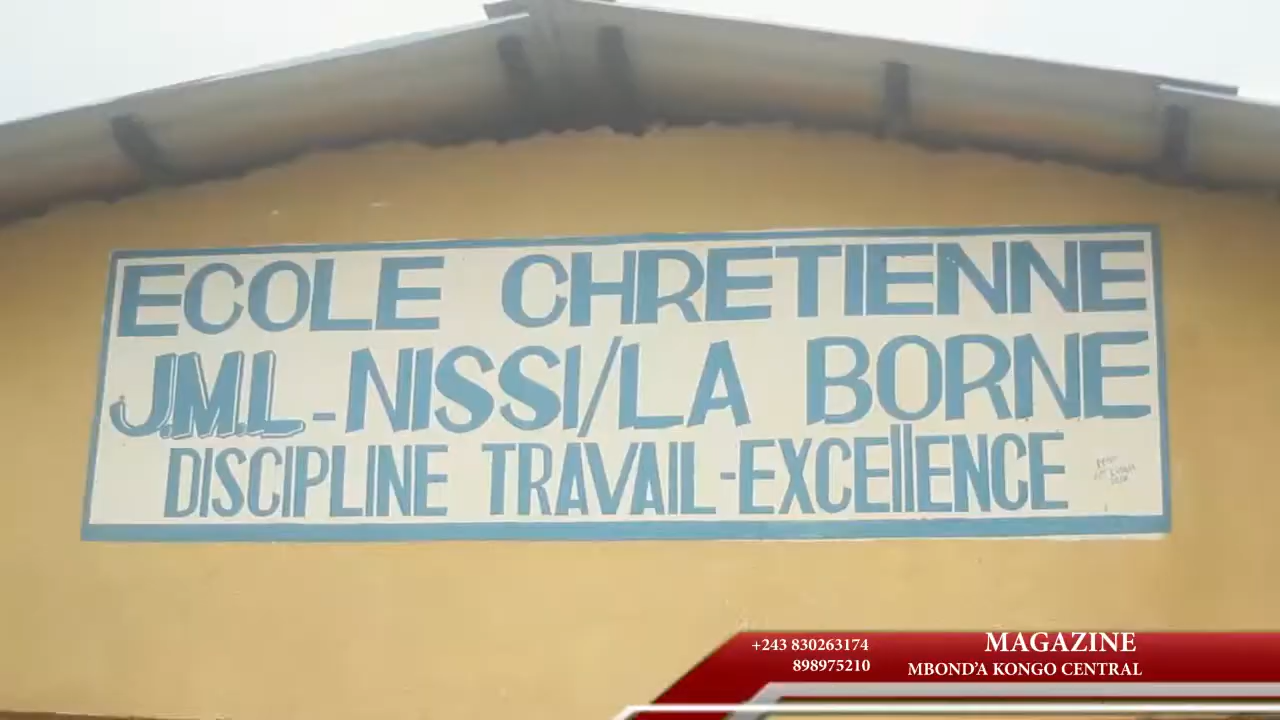 ECOLE CHRETIENNE
J.M.L-NISSI/LA BORNE
DISCIPLINE TRAVAIL-EXCEllENCE
+243 830263174
898975210
MAGAZINE
MBOND'A KONGO CENTRAL